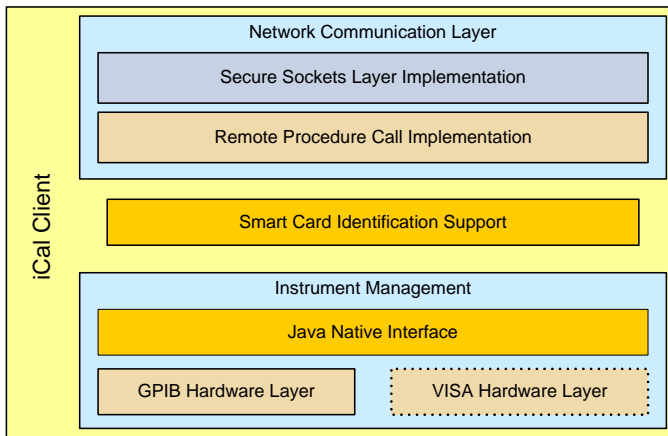 iCal Client
Network Communication Layer
Secure Sockets Layer Implementation
Remote Procedure Call Implementation
Smart Card Identification Support
Instrument Management
Java Native Interface
GPIB Hardware Layer
VISA Hardware Layer